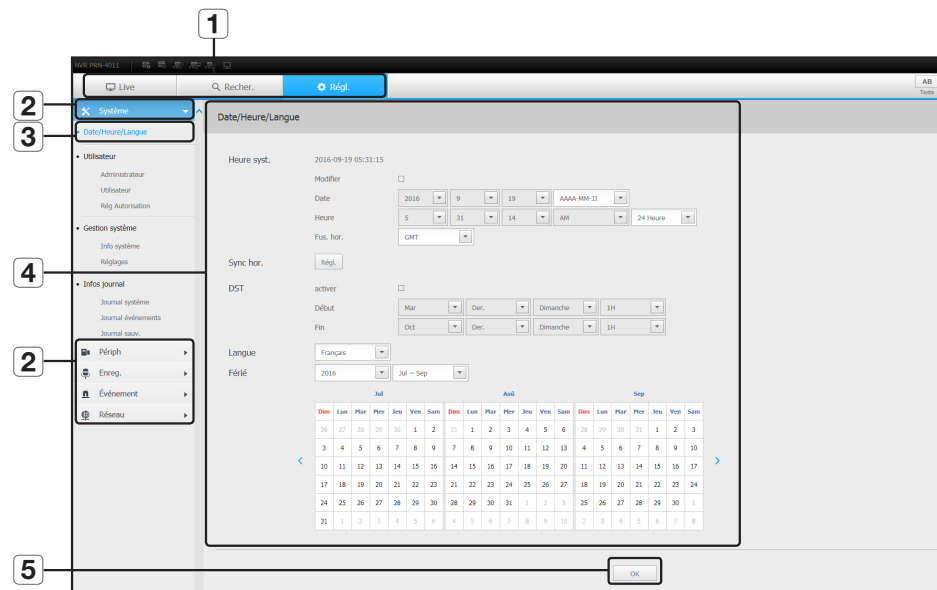 1
NVR PRN-4011
Live Recher. Régl.
AB
Texte
2
Système
3
Date/Heure/Langue
Utilisateur
Administrateur
Utilisateur
Rég Autorisation
Gestion système
Info système
Réglages
4
Infos journal
Journal système
Journal événements
Journal sauv.
2
Périph
Enreg.
Événement
Réseau
Date/Heure/Langue
Heure syst. 2016-09-19 05:31:15
Modifier
Date 2016 9 19 AAAA-MM-JJ
Heure 5 31 14 AM 24 Heure
Fus. hor. GMT
Sync hor. Régl.
DST activer
Début Mar Der. Dimanche 1H
Fin Oct Der. Dimanche 1H
Langue Français
Férié 2016 Jul ~ Sep
Jul Aoû Sep
Dim Lun Mar Mer Jeu Ven Sam Dim Lun Mar Mer Jeu Ven Sam Dim Lun Mar Mer Jeu Ven Sam
26 27 28 29 30 1 2 31 1 2 3 4 5 6 28 29 30 31 1 2 3
3 4 5 6 7 8 9 7 8 9 10 11 12 13 4 5 6 7 8 9 10
< 10 11 12 13 14 15 16 14 15 16 17 18 19 20 11 12 13 14 15 16 17 >
17 18 19 20 21 22 23 21 22 23 24 25 26 27 18 19 20 21 22 23 24
24 25 26 27 28 29 30 28 29 30 31 1 2 3 25 26 27 28 29 30 1
31 1 2 3 4 5 6 4 5 6 7 8 9 10 2 3 4 5 6 7 8
5
OK